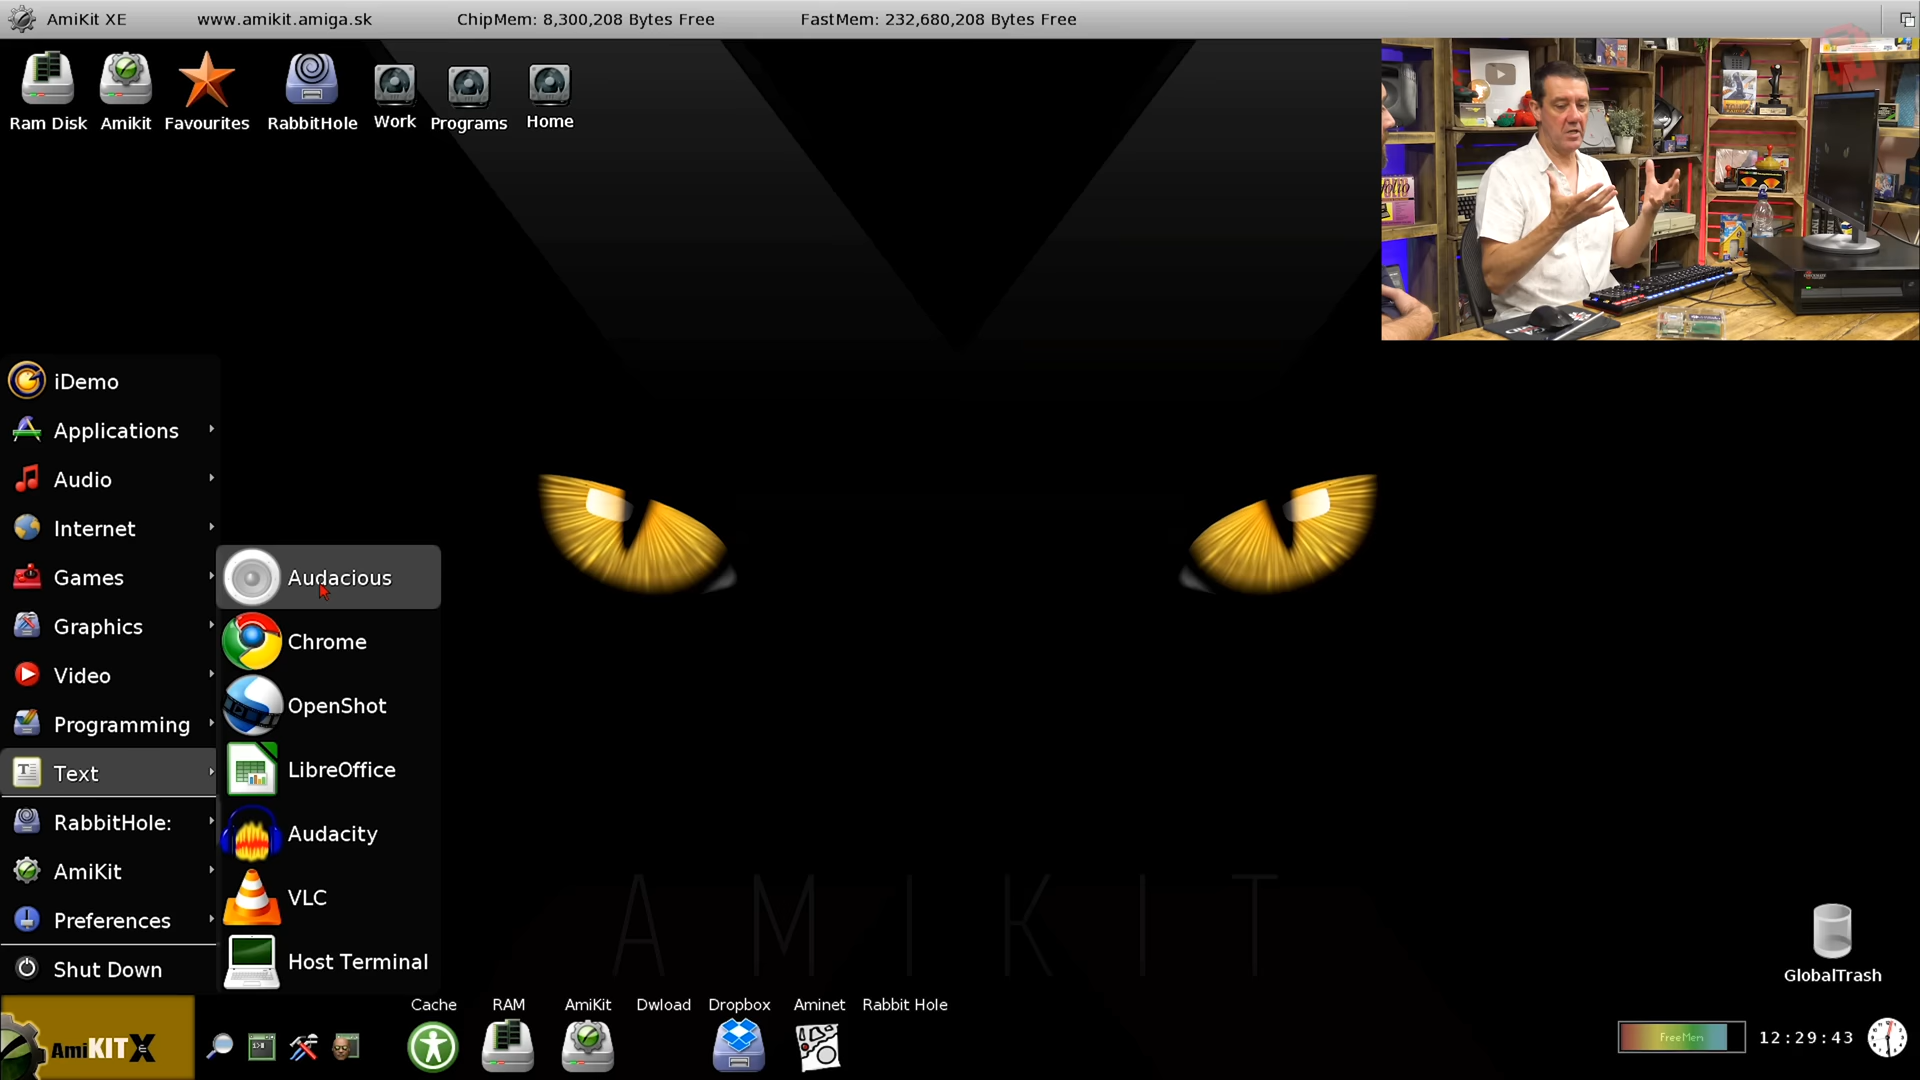 AmiKit XE
www.amikit.amiga.sk
ChipMem: 8,300,208 Bytes Free
FastMem: 232,680,208 Bytes Free
Ram Disk
Amikit
Favourites
RabbitHole
Work
Programs
Home
iDemo
Applications
Audio
Internet
Games
Graphics
Video
Programming
Text
RabbitHole:
AmiKit
Preferences
Shut Down
Audacious
Chrome
OpenShot
LibreOffice
Audacity
VLC
Host Terminal
AMIKIT
GlobalTrash
AmiKIT X
Cache
RAM
AmiKit
Dwload
Dropbox
Aminet
Rabbit Hole
FreeMem
12:29:43